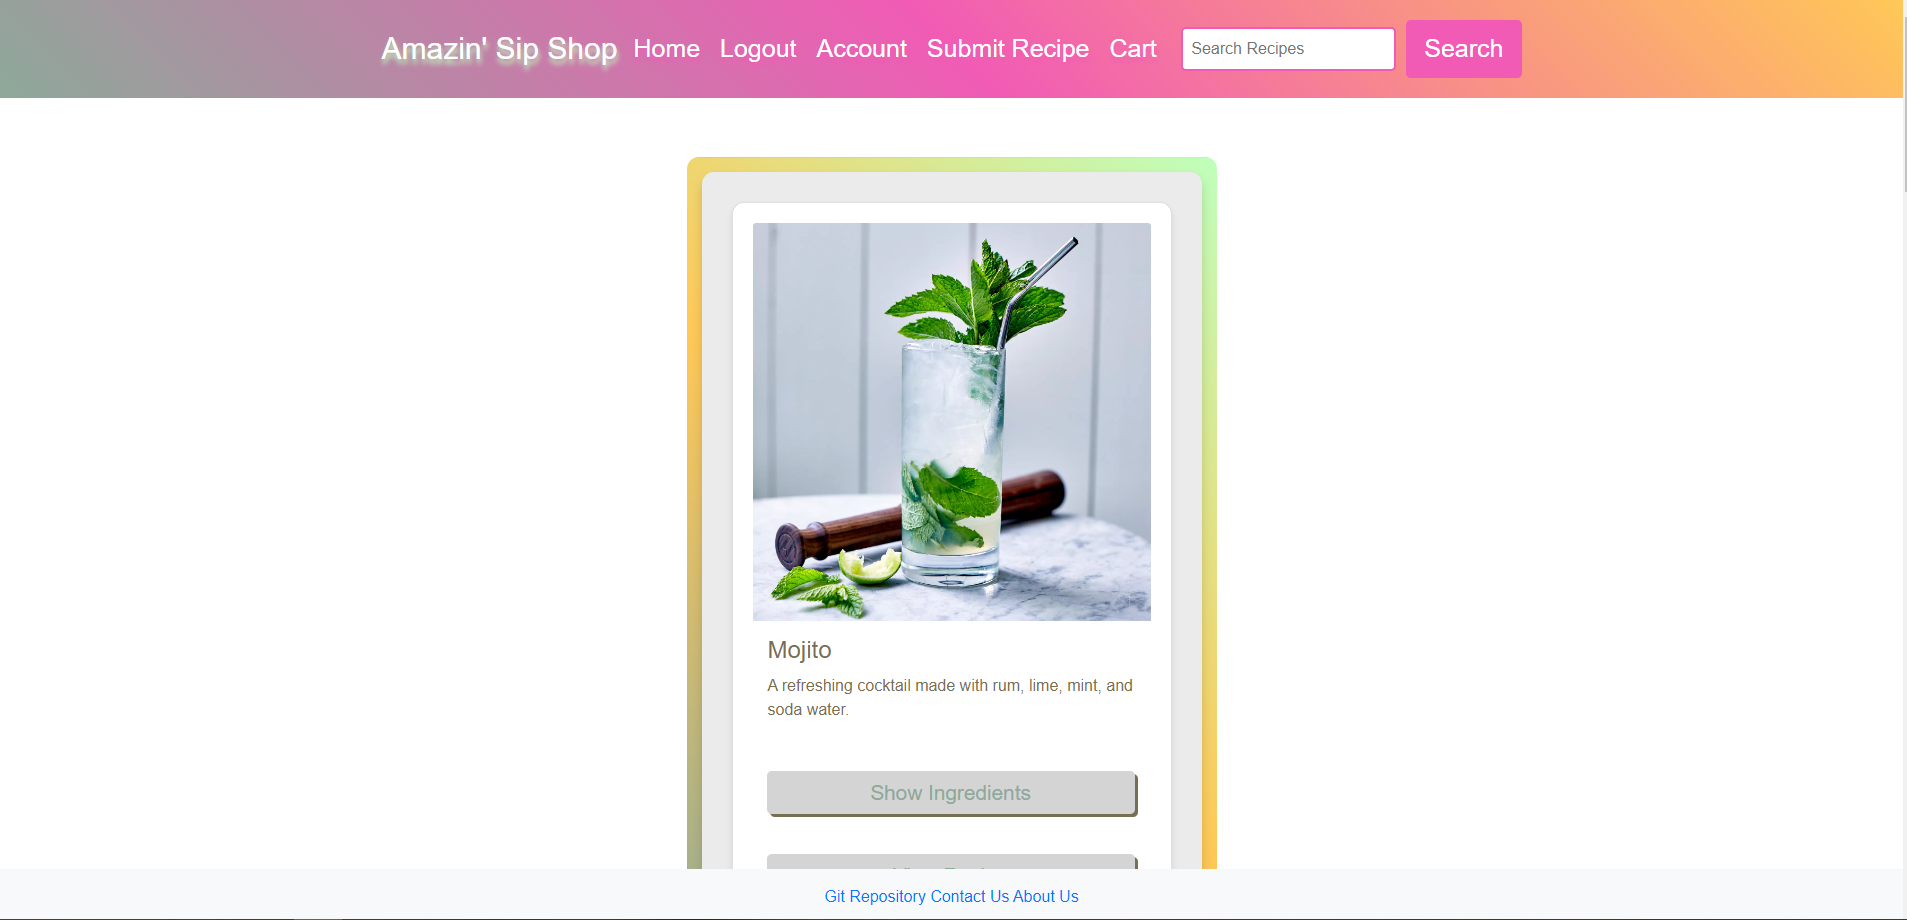 Amazin' Sip Shop Home Logout Account Submit Recipe Cart Search Recipes Search
Mojito
A refreshing cocktail made with rum, lime, mint, and
soda water.
Show Ingredients
Git Repository Contact Us About Us